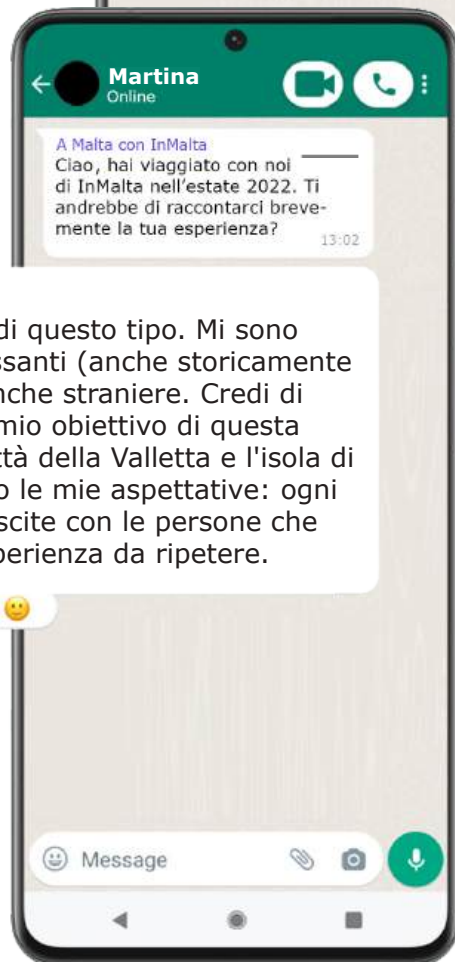 Martina
Online
A Malta con InMalta
Ciao, hai viaggiato con noi
di InMalta nell'estate 2022. Ti
andrebbe di raccontarci breve-
mente la tua esperienza?
13:02
di questo tipo. Mi sono
ssanti (anche storicamente
nche straniere. Credi di
mio obiettivo di questa
ttà della Valletta e l'isola di
o le mie aspettative: ogni
scite con le persone che
perienza da ripetere.
Message